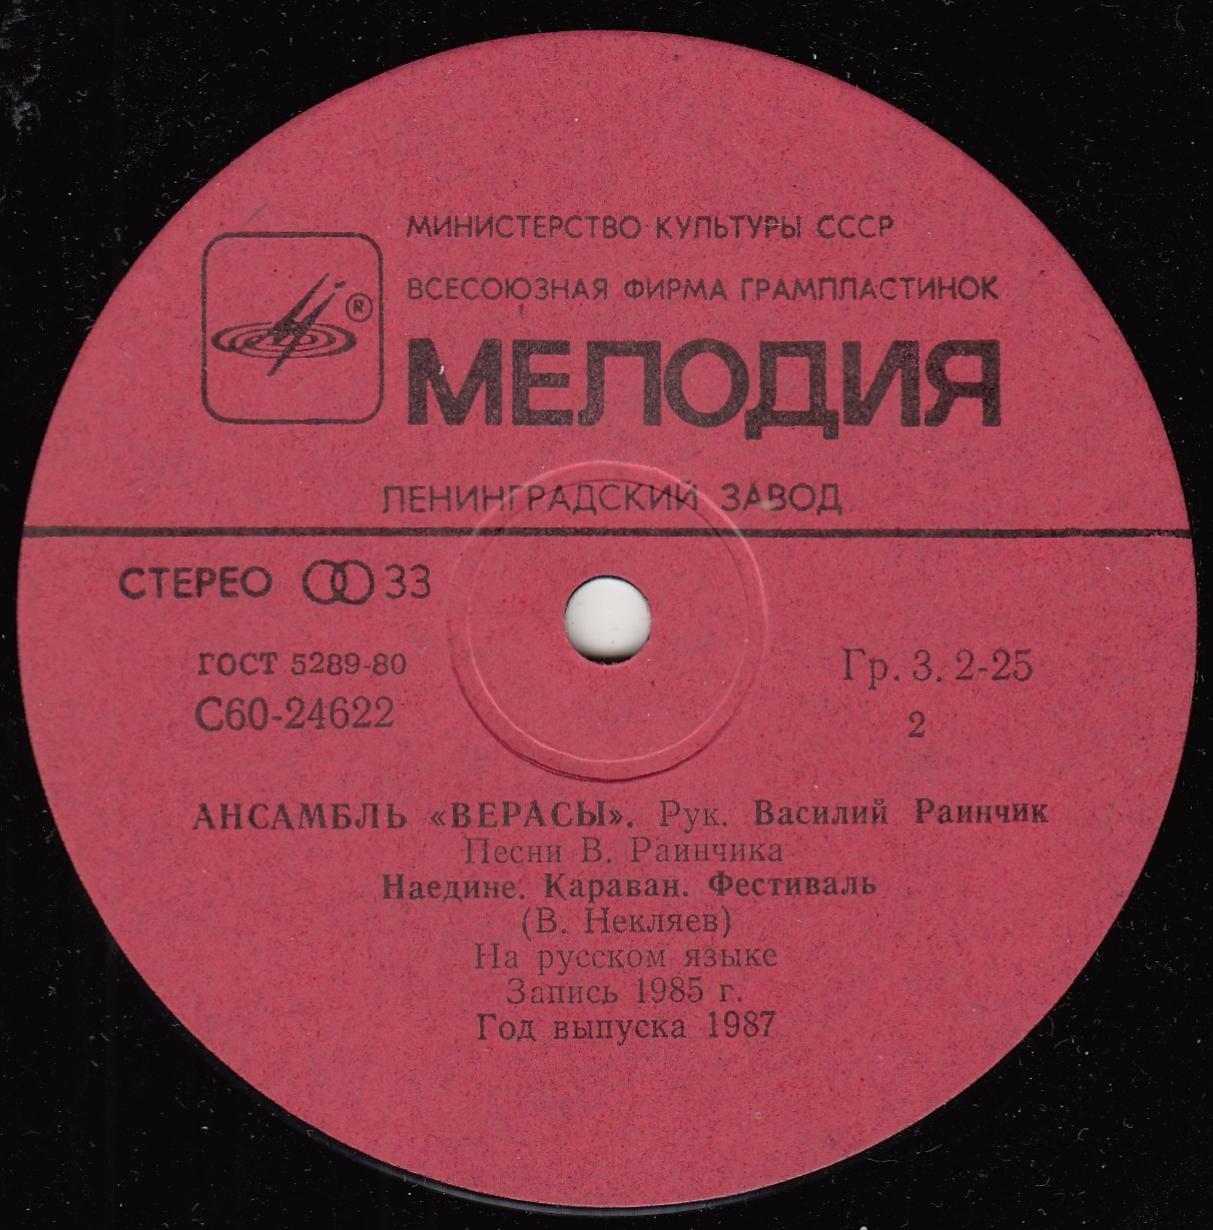 МИНИСТЕРСТВО КУЛЬТУРЫ СССР
ВСЕСОЮЗНАЯ ФИРМА ГРАМПЛАСТИНОК
®
МЕЛОДИЯ
ЛЕНИНГРАДСКИЙ ЗАВОД
СТЕРЕО 33
ГОСТ 5289-80
Гр. 3. 2-25
С60-24622
2
АНСАМБЛЬ «ВЕРАСЫ». Рук. Василий Раинчик
Песни В. Раинчика
Наедине. Караван. Фестиваль
(В. Некляев)
На русском языке
Запись 1985 г.
Год выпуска 1987